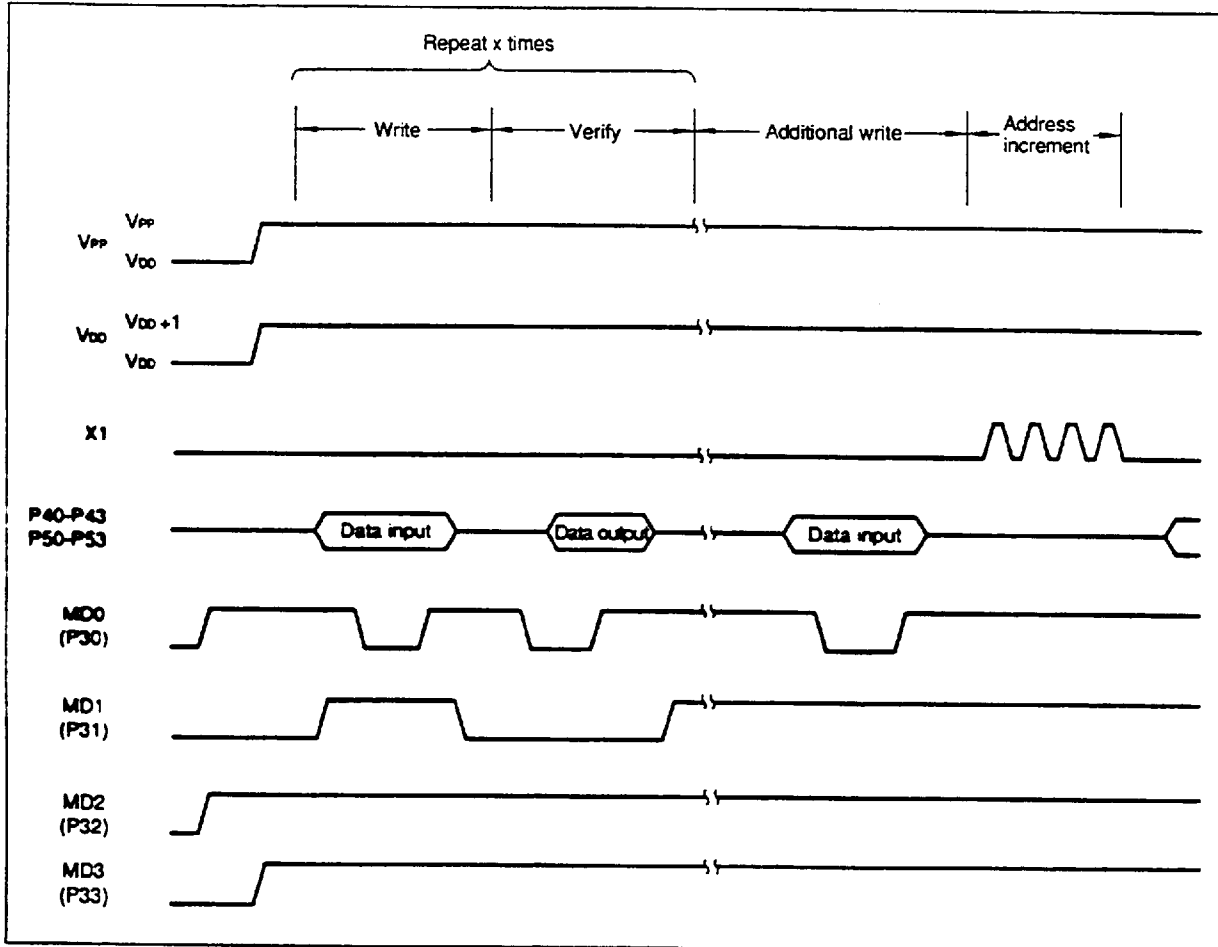 Repeat x times
Write
Verify
Additional write
Address
increment
VPP
VPP
VDD
VDD
VDD +1
VDD
X1
P40-P43
P50-P53
Data input
Data output
Data input
MD0
(P30)
MD1
(P31)
MD2
(P32)
MD3
(P33)